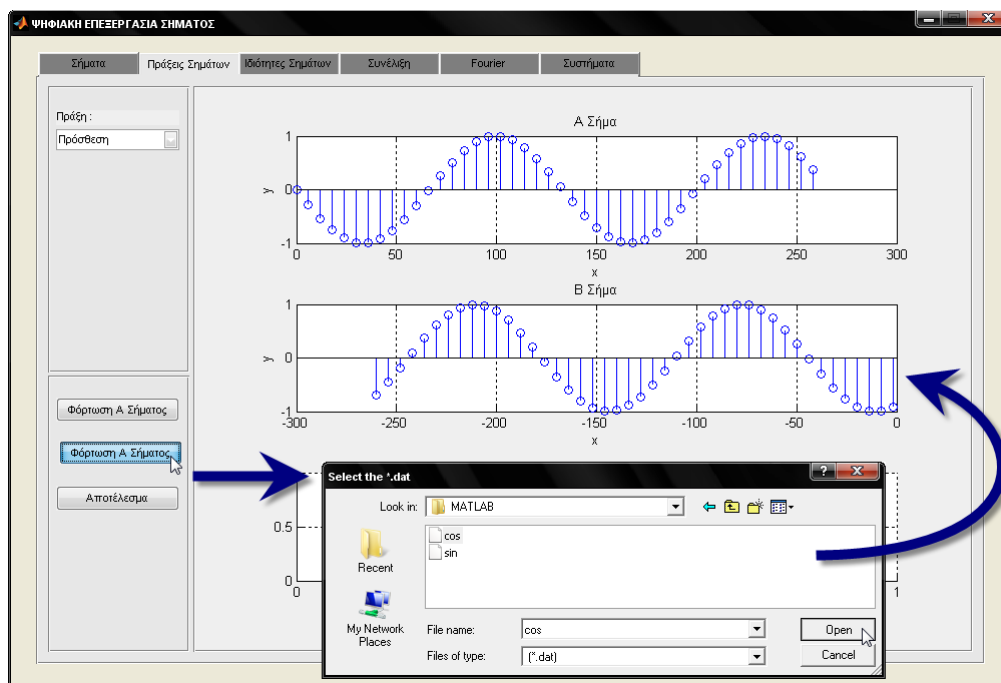 ΨΗΦΙΑΚΗ ΕΠΕΞΕΡΓΑΣΙΑ ΣΗΜΑΤΟΣ
Σήματα Πράξεις Σημάτων Ιδιότητες Σημάτων Συνέλιξη Fourier Συστήματα
Πράξη :
Πρόσθεση
Φόρτωση Α Σήματος
Φόρτωση Α Σήματος
Αποτέλεσμα
Α Σήμα
1
0
-1
y
0 50 100 150 200 250 300
x
Β Σήμα
1
0
-1
y
-300 -250 -200 -150 -100 -50 0
x
0.5
0
0 1
Select the *.dat
Look in: MATLAB
cos
sin
Recent
My Network
Places
File name: cos
Open
Files of type: (*.dat)
Cancel